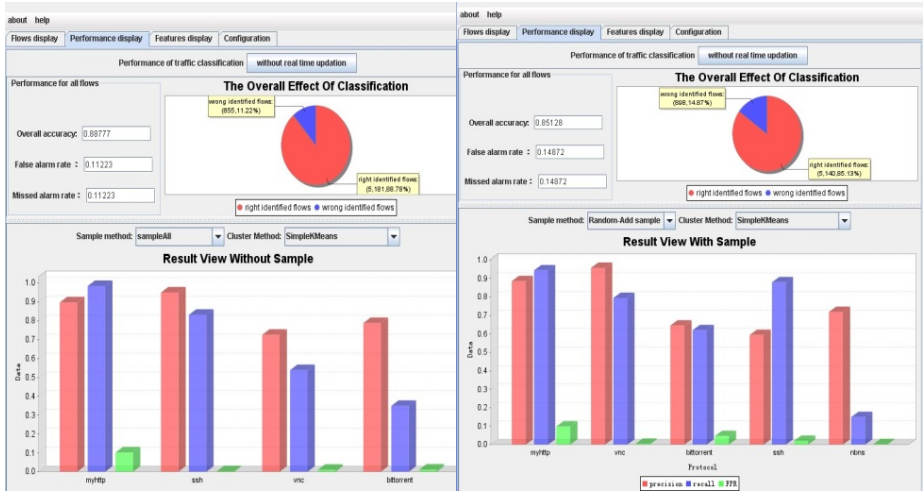 about help
Flows display Performance display Features display Configuration
Performance of traffic classification without real time updation
Performance for all flows
The Overall Effect Of Classification
wrong identified flows:
(655,11.22%)
Overall accuracy: 0.88777
False alarm rate : 0.11223
Missed alarm rate : 0.11223
right identified flows:
(5,181,88.78%)
right identified flows wrong identified flows
Sample method: sampleAll Cluster Method: SimpleKMeans
Result View Without Sample
Data
1.0
0.9
0.8
0.7
0.6
0.5
0.4
0.3
0.2
0.1
0.0
myhttp ssh vnc bittorrent
about help
Flows display Performance display Features display Configuration
Performance of traffic classification without real time updation
Performance for all flows
The Overall Effect Of Classification
wrong identified flows:
(898,14.87%)
Overall accuracy: 0.85128
False alarm rate : 0.14872
Missed alarm rate : 0.14872
right identified flows:
(5,140,85.13%)
right identified flows wrong identified flows
Sample method: Random-Add sample Cluster Method: SimpleKMeans
Result View With Sample
Data
1.0
0.9
0.8
0.7
0.6
0.5
0.4
0.3
0.2
0.1
0.0
myhttp vnc bittorrent ssh nbns
Protocol
precision recall FPR